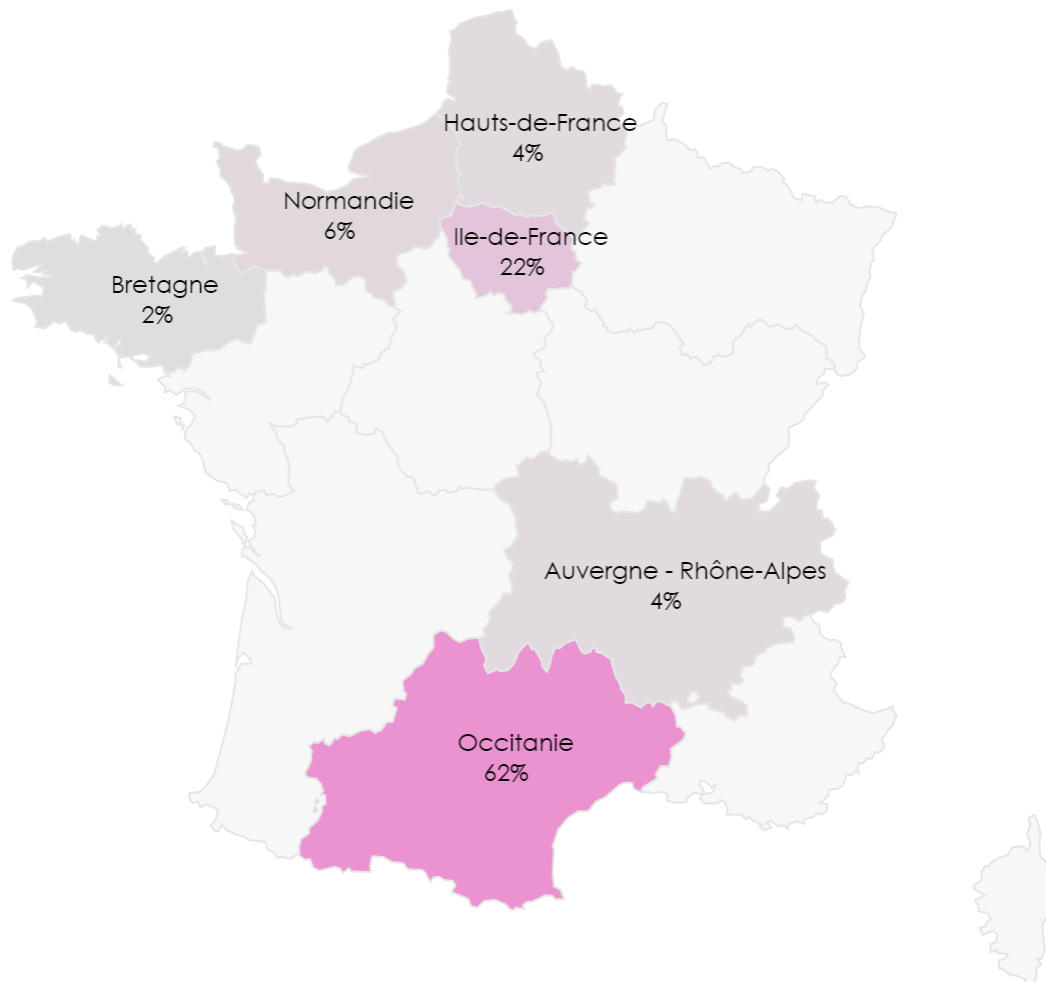 Hauts-de-France
4%
Normandie
6%
Ile-de-France
22%
Bretagne
2%
Auvergne - Rhône-Alpes
4%
Occitanie
62%